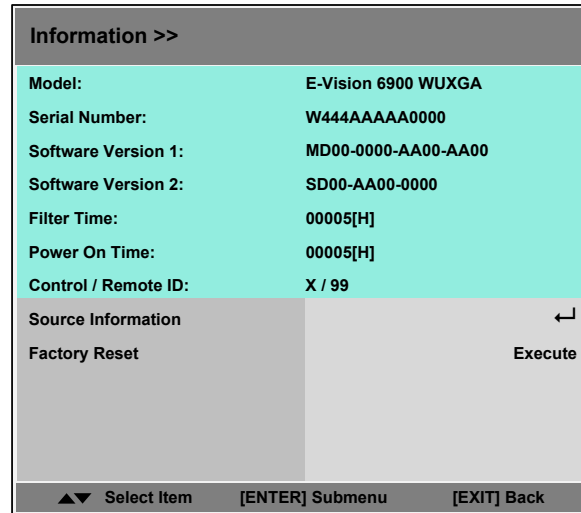 Information >>
Model: E-Vision 6900 WUXGA
Serial Number: W444AAAAA0000
Software Version 1: MD00-0000-AA00-AA00
Software Version 2: SD00-AA00-0000
Filter Time: 00005[H]
Power On Time: 00005[H]
Control / Remote ID: X / 99
Source Information
Factory Reset Execute
Select Item [ENTER] Submenu [EXIT] Back